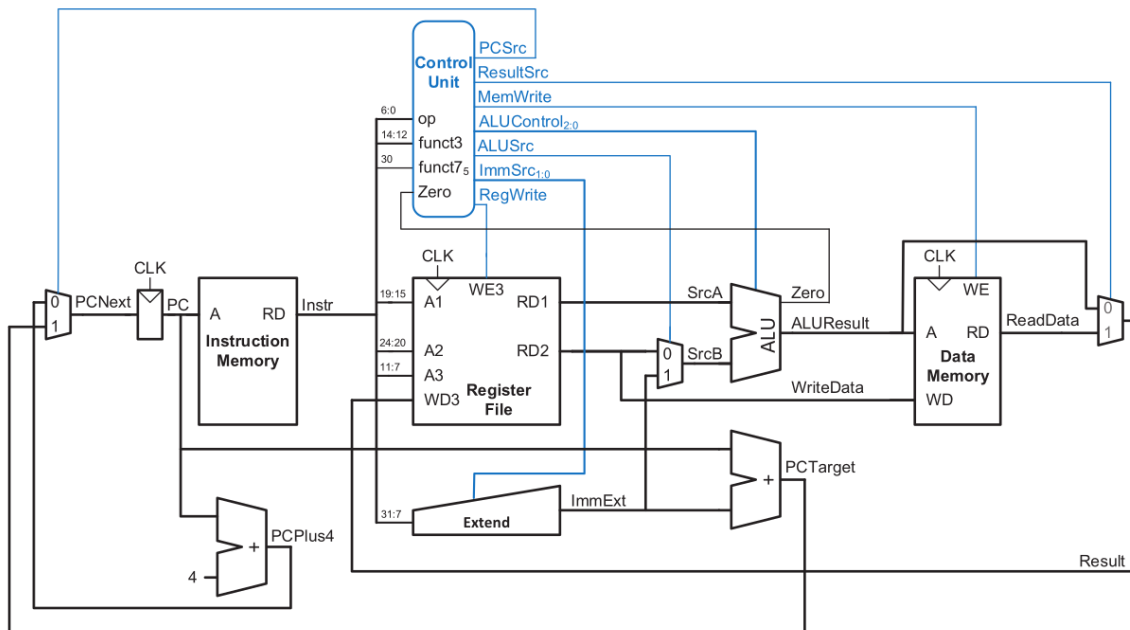 PCSrc
Control
Unit
ResultSrc
MemWrite
6:0
op
ALUControl2:0
14:12
funct3
ALUSrc
30
funct75
ImmSrc1:0
Zero
RegWrite
CLK
CLK
CLK
0
1
PCNext
PC
A
RD
Instruction
Memory
Instr
19:15
A1
WE3
RD1
SrcA
Zero
WE
0
1
24:20
A2
RD2
0
1
SrcB
ALU
ALUResult
A
RD
ReadData
11:7
A3
Data
Memory
WD3
Register
File
WriteData
WD
+
PCTarget
31:7
Extend
ImmExt
+
PCPlus4
4
Result